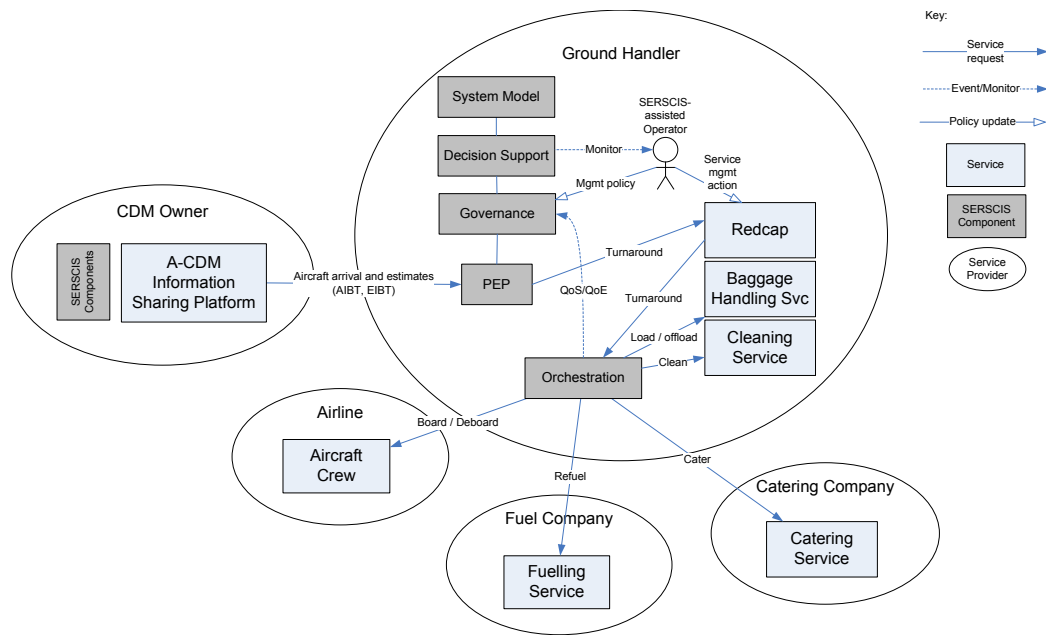 Key:
Service
request
Event/Monitor
Policy update
Service
SERSCIS
Component
Service
Provider
Ground Handler
System Model
SERSCIS-
assisted
Operator
Decision Support
Monitor
Service
mgmt
action
Mgmt policy
Governance
Redcap
CDM Owner
SERSCIS
Components
A-CDM
Information
Sharing Platform
Aircraft arrival and estimates
(AIBT, EIBT)
PEP
Turnaround
QoS/QoE
Turnaround
Baggage
Handling Svc
Load / offload
Cleaning
Service
Clean
Orchestration
Airline
Board / Deboard
Aircraft
Crew
Refuel
Cater
Fuel Company
Fuelling
Service
Catering Company
Catering
Service